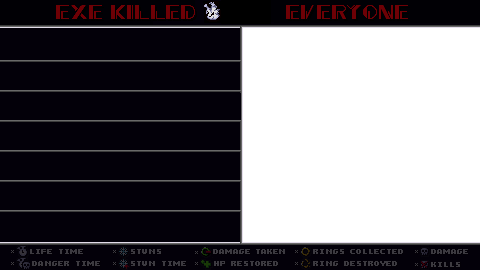 EXE KILLED EVERYONE
× LIFE TIME × STUNS × DAMAGE TAKEN × RINGS COLLECTED × DAMAGE
× DANGER TIME × STUN TIME × HP RESTORED × RING DESTROYED × KILLS